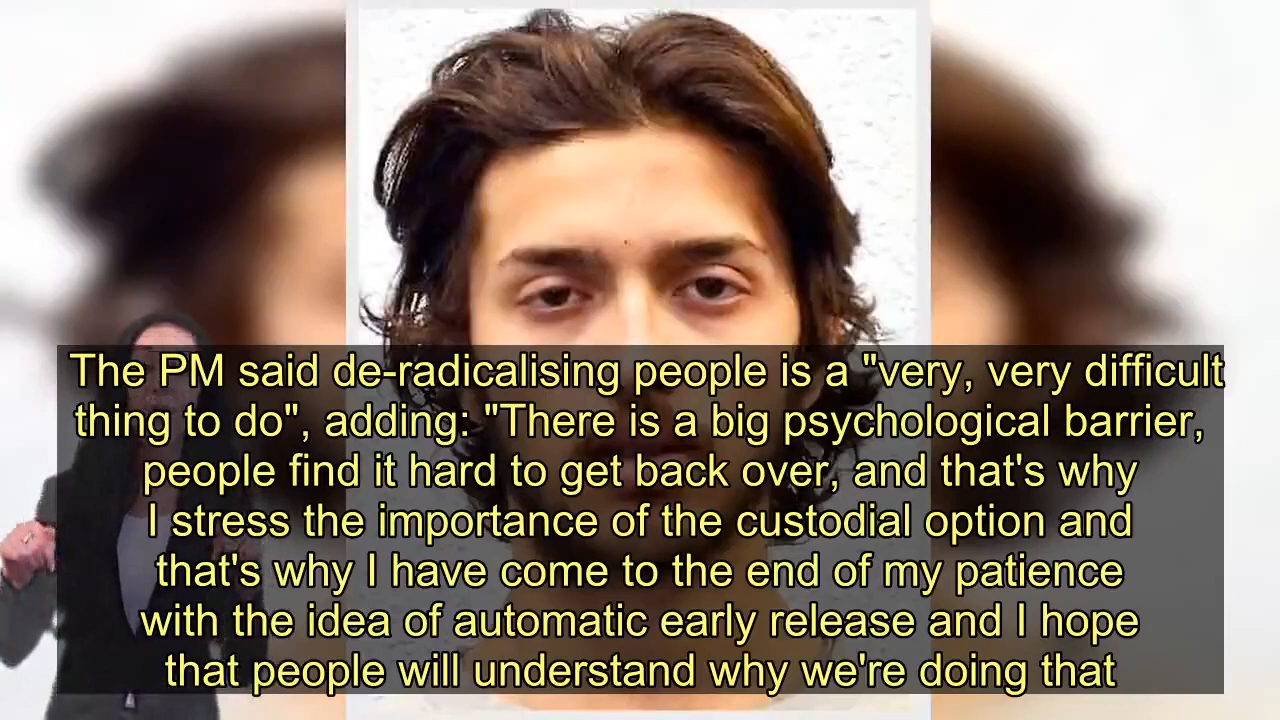 The PM said de-radicalising people is a "very, very difficult
thing to do", adding: "There is a big psychological barrier,
people find it hard to get back over, and that's why
I stress the importance of the custodial option and
that's why I have come to the end of my patience
with the idea of automatic early release and I hope
that people will understand why we're doing that